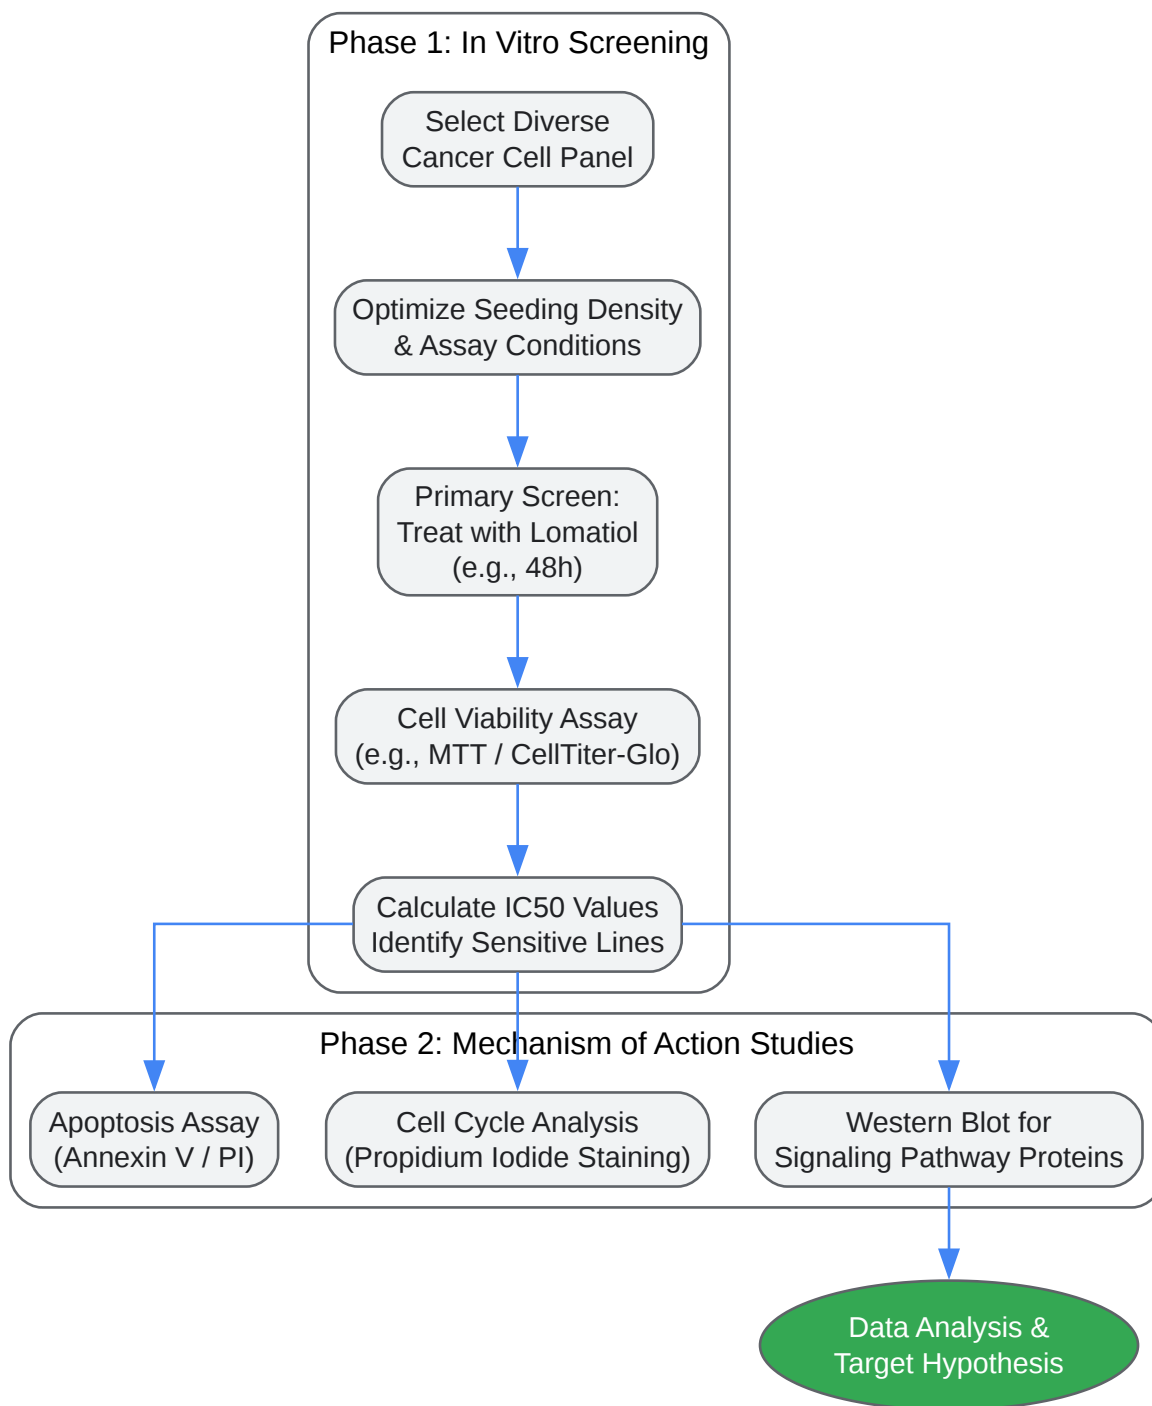 Phase 1: In Vitro Screening
Select Diverse
Cancer Cell Panel
Optimize Seeding Density
& Assay Conditions
Primary Screen:
Treat with Lomatiol
(e.g., 48h)
Cell Viability Assay
(e.g., MTT / CellTiter-Glo)
Calculate IC50 Values
Identify Sensitive Lines
Phase 2: Mechanism of Action Studies
Apoptosis Assay
(Annexin V / PI)
Cell Cycle Analysis
(Propidium Iodide Staining)
Western Blot for
Signaling Pathway Proteins
Data Analysis &
Target Hypothesis